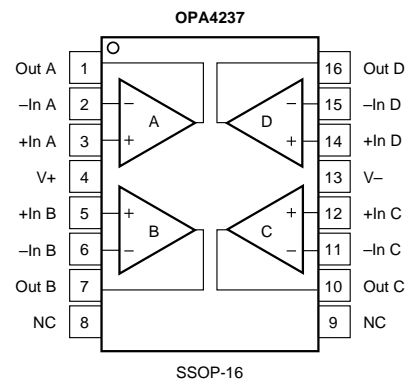 OPA4237
Out A 1 16 Out D
–In A 2 – – 15 –In D
A D
+In A 3 + + 14 +In D
V+ 4 13 V–
+In B 5 + + 12 +In C
B C
–In B 6 – – 11 –In C
Out B 7 10 Out C
NC 8 9 NC
SSOP-16